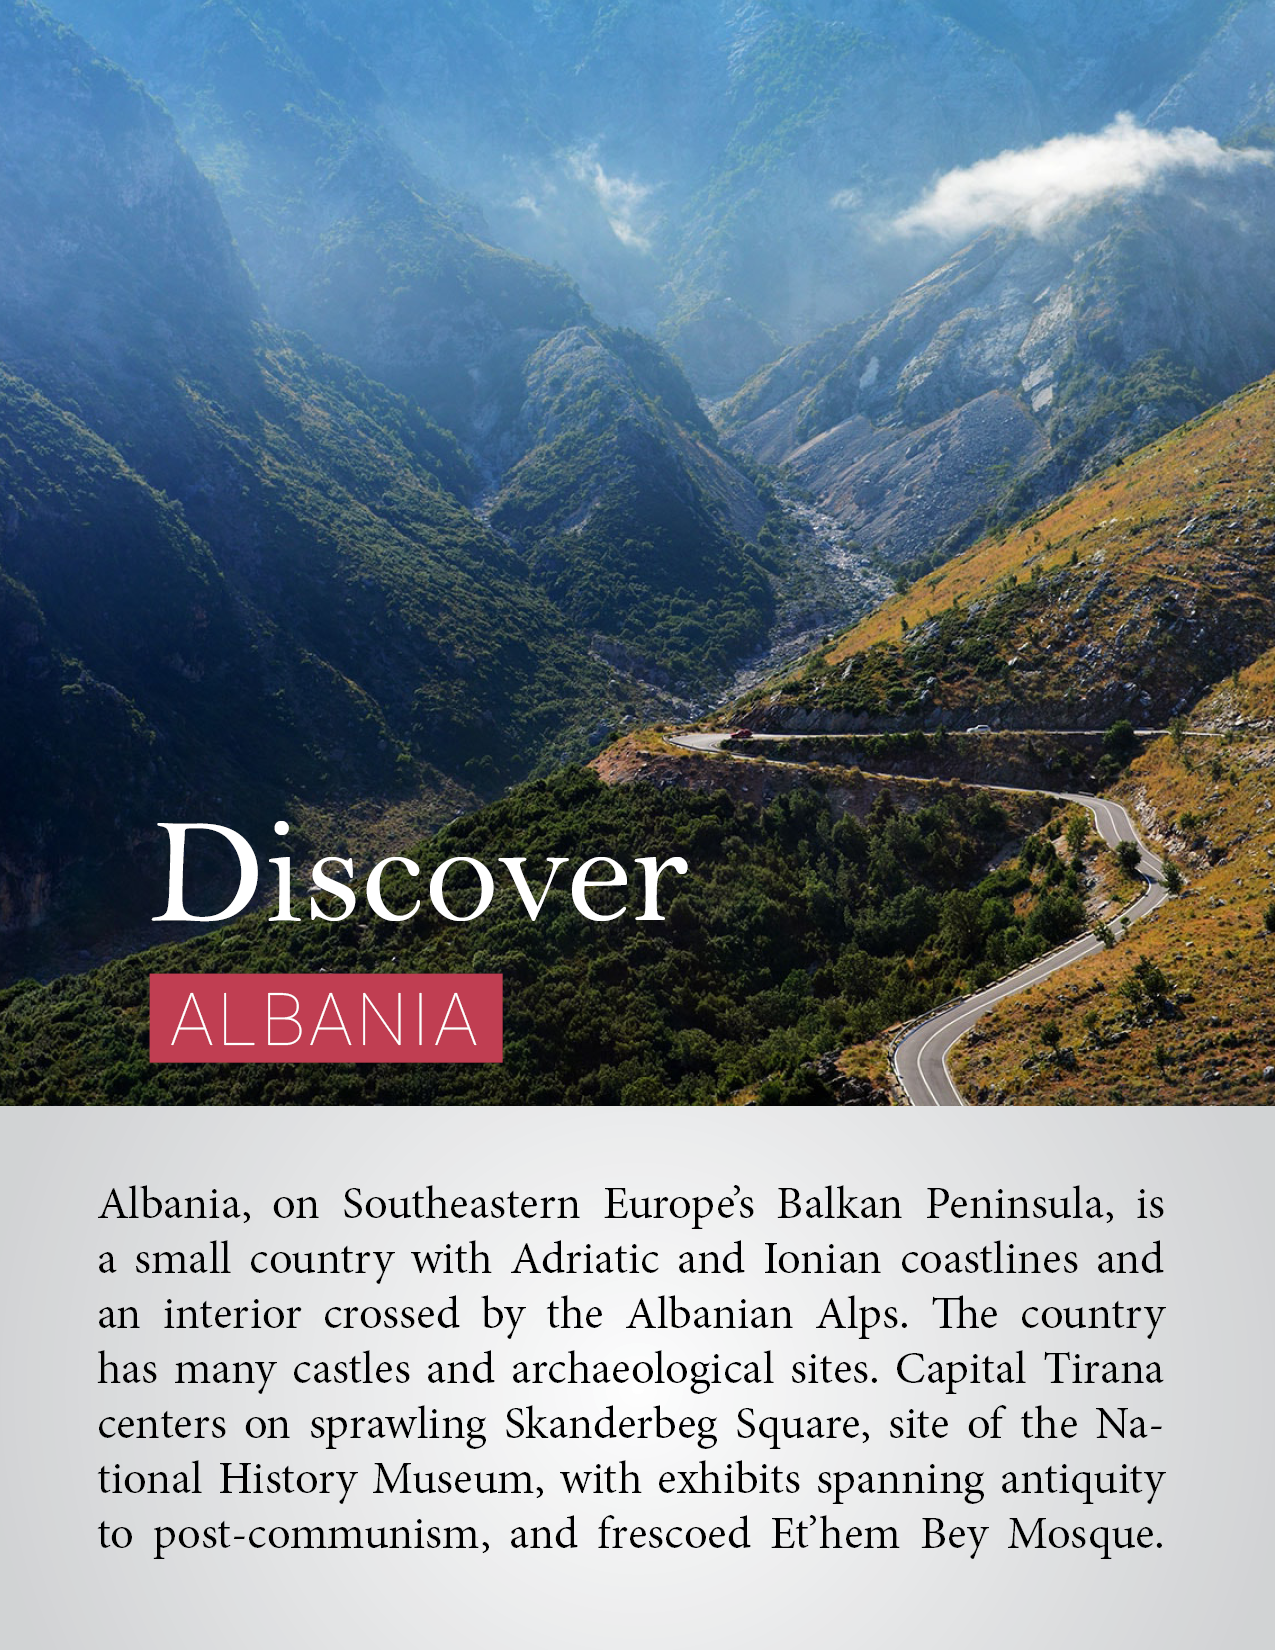 Discover
ALBANIA
Albania, on Southeastern Europe’s Balkan Peninsula, is
a small country with Adriatic and Ionian coastlines and
an interior crossed by the Albanian Alps. The country
has many castles and archaeological sites. Capital Tirana
centers on sprawling Skanderbeg Square, site of the Na-
tional History Museum, with exhibits spanning antiquity
to post-communism, and frescoed Et’hem Bey Mosque.